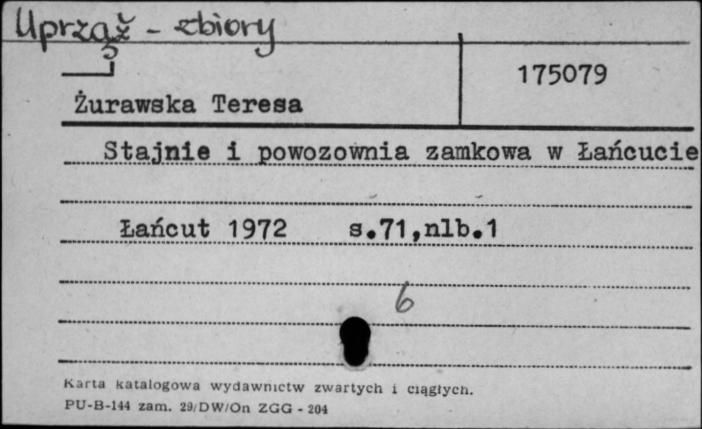 Uprząż - zbiory
175079
Żurawska Teresa
Stajnie i powozownia zamkowa w Łańcucie
Łańcut 1972 s.71,nlb.1
6
Karta katalogowa wydawnictw zwartych i ciągłych.
PU-B-144 zam. 29/DW/On ZGG - 204